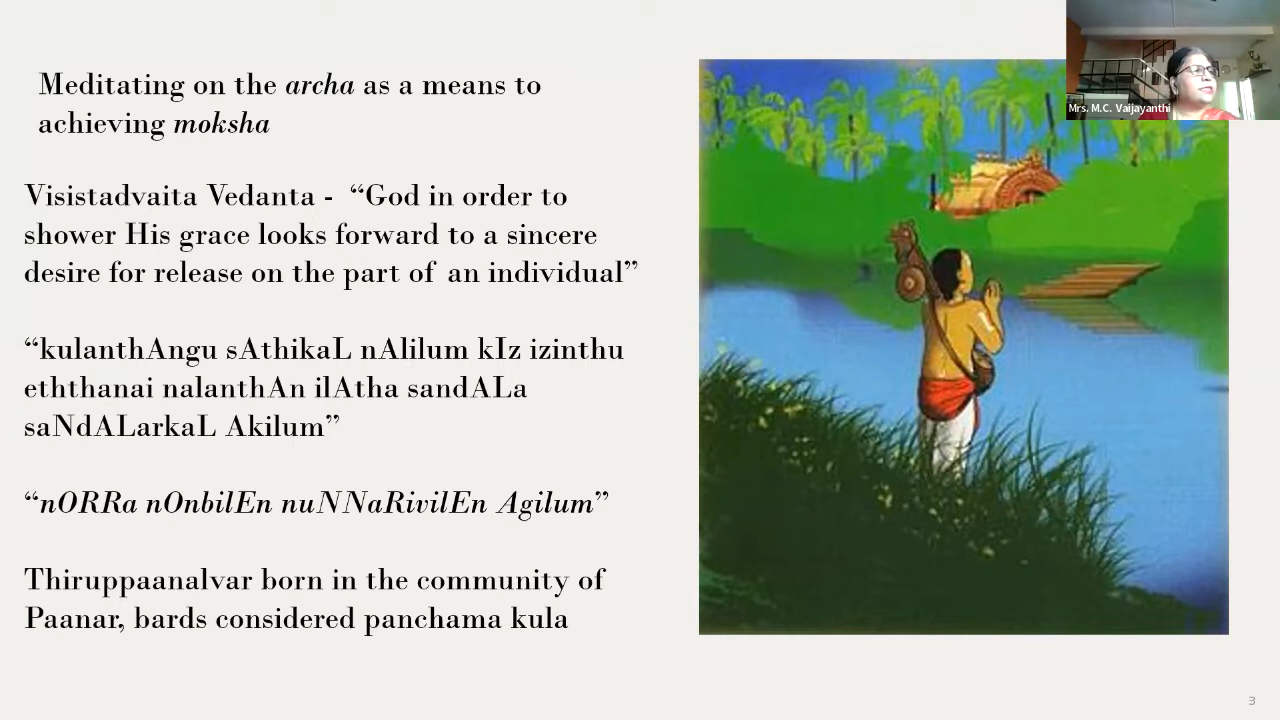 Meditating on the archa as a means to
achieving moksha
Visistadvaita Vedanta - “God in order to
shower His grace looks forward to a sincere
desire for release on the part of an individual”
“kulanthAngu sAthikaL nAlilum kIz izinthu
eththanai nalanthAn ilAtha sandALa
saNdALarkaL Akilum”
“nORRa nOnbilEn nuNNaRivilEn Agilum”
Thiruppaanalvar born in the community of
Paanar, bards considered panchama kula
Mrs. M.C. Vaijayanthi
3